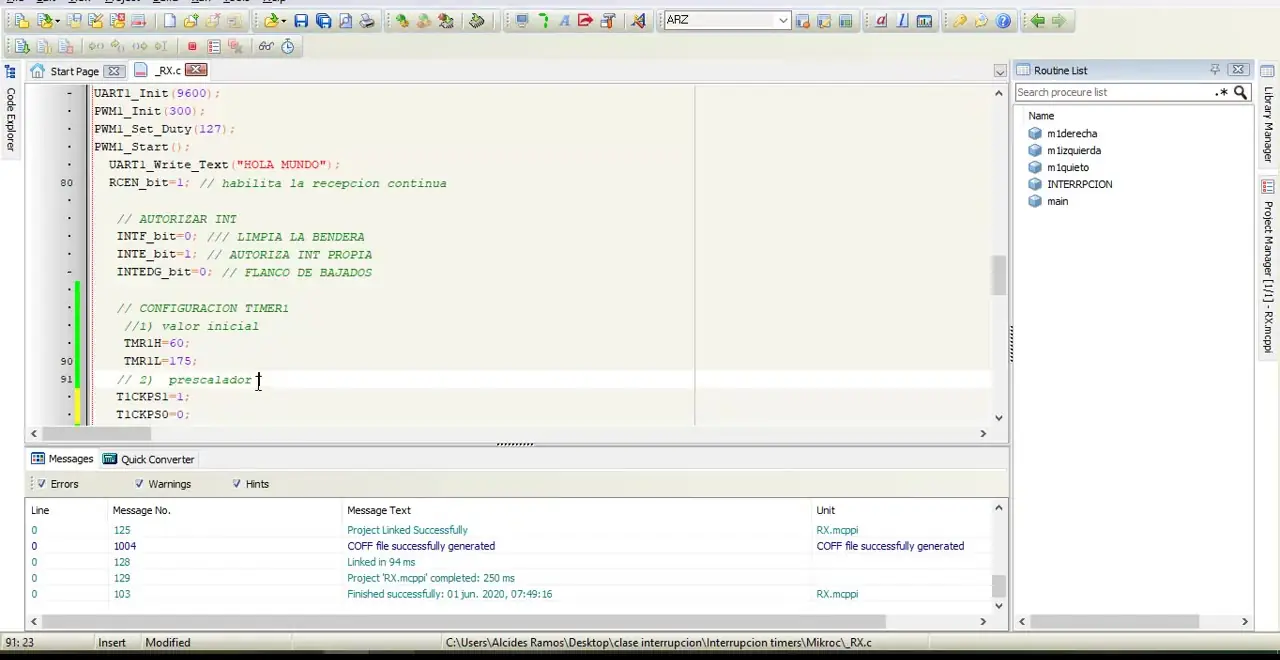 ARZ
Start Page
_RX.c
Code Explorer
UART1_Init(9600);
PWM1_Init(300);
PWM1_Set_Duty(127);
PWM1_Start();
UART1_Write_Text("HOLA MUNDO");
80 RCEN_bit=1; // habilita la recepcion continua
// AUTORIZAR INT
INTF_bit=0; /// LIMPIA LA BENDERA
INTE_bit=1; // AUTORIZA INT PROPIA
INTEDG_bit=0; // FLANCO DE BAJADOS
// CONFIGURACION TIMER1
//1) valor inicial
TMR1H=60;
90 TMR1L=175;
91 // 2) prescalador
T1CKPS1=1;
T1CKPS0=0;
Routine List
Search proceure list
.*
Name
m1derecha
m1izquierda
m1quieto
INTERRPCION
main
Library Manager
Project Manager [1/1] - RX.mcppi
Messages Quick Converter
Errors Warnings Hints
Line Message No. Message Text Unit
0 125 Project Linked Successfully RX.mcppi
0 1004 COFF file successfully generated COFF file successfully generated
0 128 Linked in 94 ms
0 129 Project 'RX.mcppi' completed: 250 ms
0 103 Finished successfully: 01 jun. 2020, 07:49:16 RX.mcppi
91: 23 Insert Modified C:\Users\Alcides Ramos\Desktop\clase interrupcion\Interrupcion timers\Mikroc\_RX.c